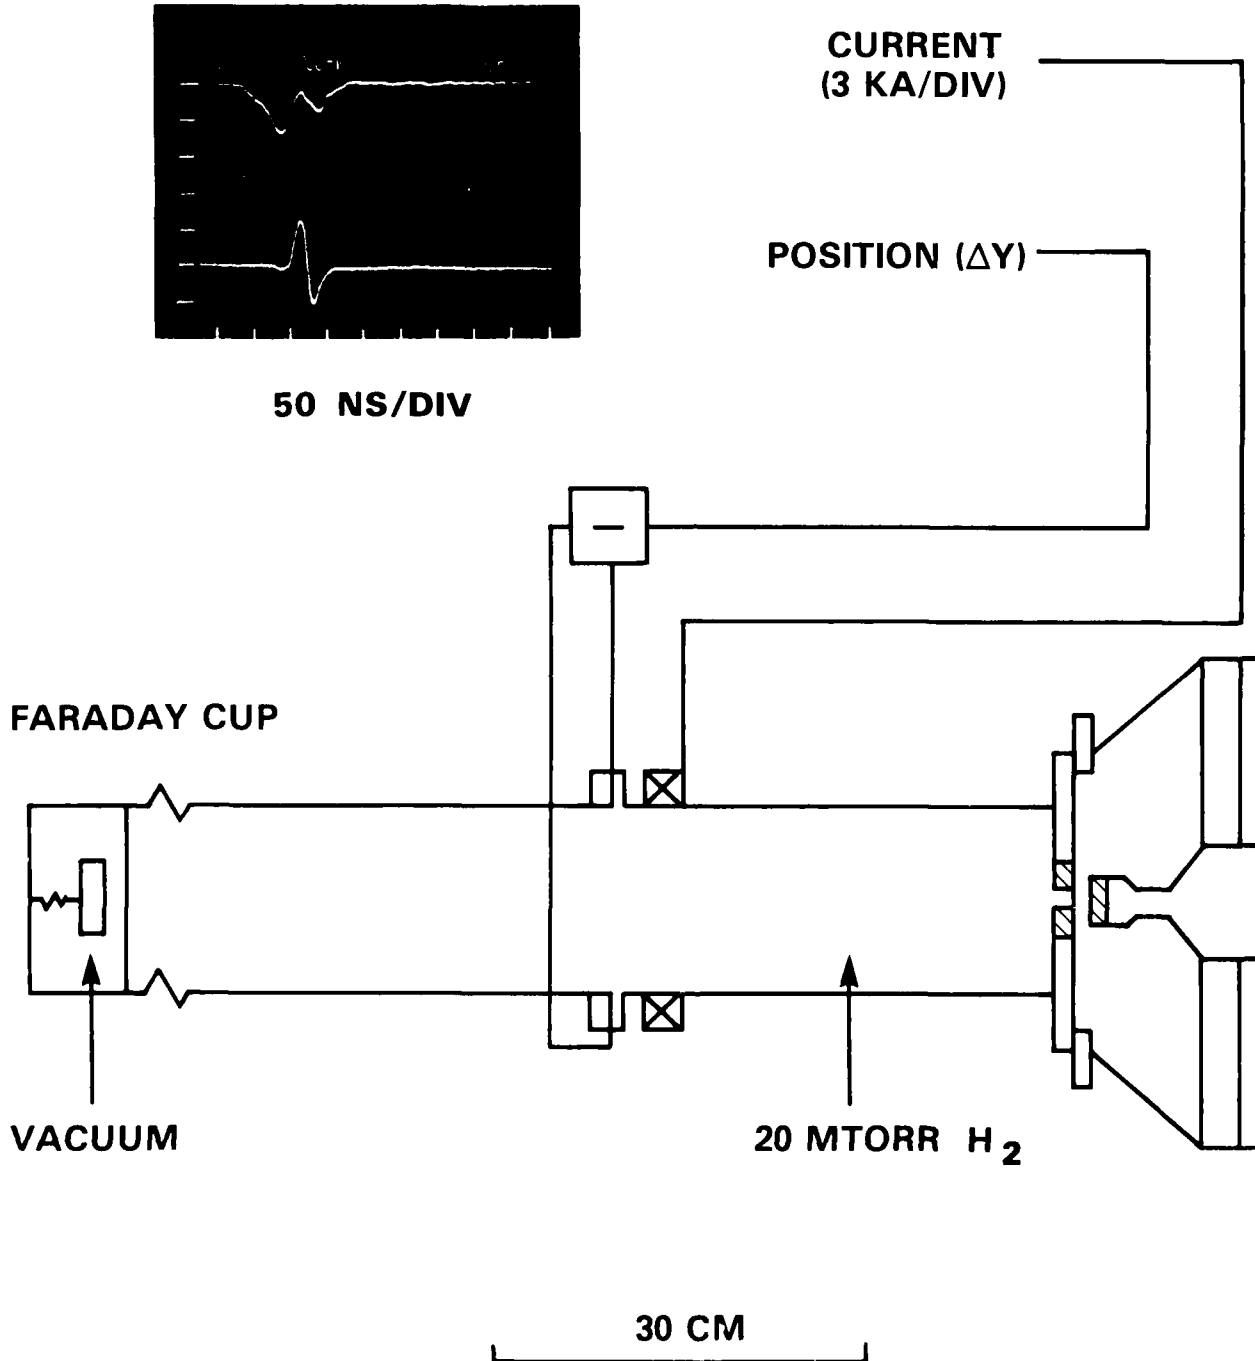 CURRENT
(3 KA/DIV)
POSITION (ΔY)
50 NS/DIV
FARADAY CUP
VACUUM
20 MTORR H₂
30 CM